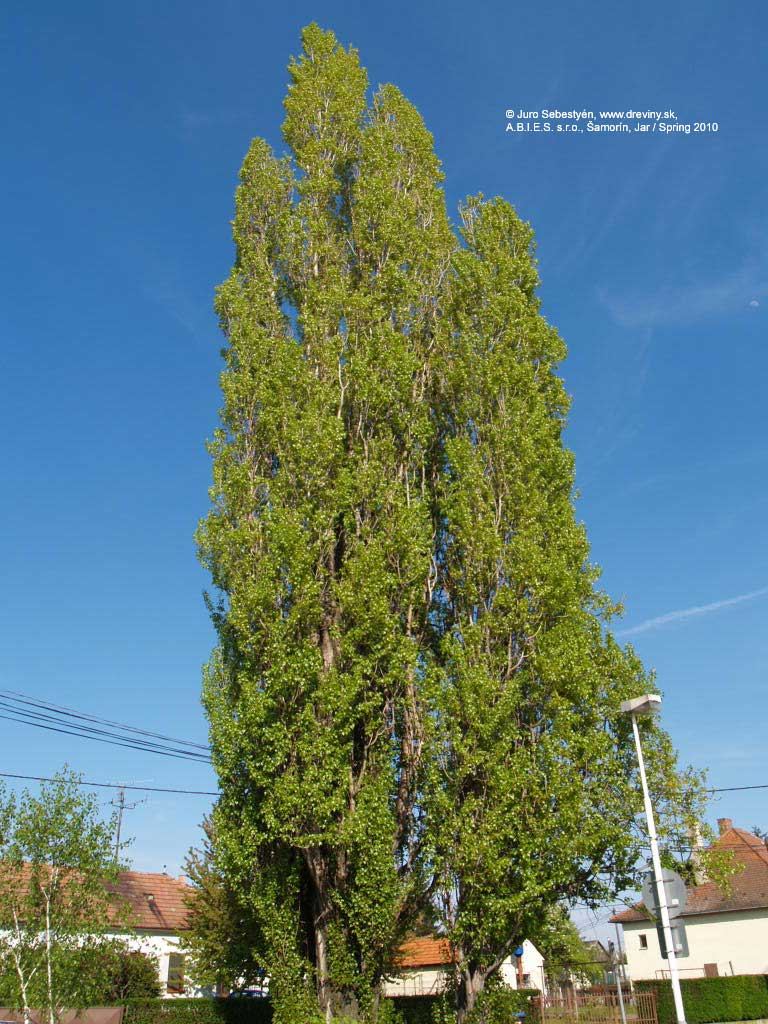 © Juro Sebestyén, www.dreviny.sk,
A.B.I.E.S. s.r.o., Šamorín, Jar / Spring 2010